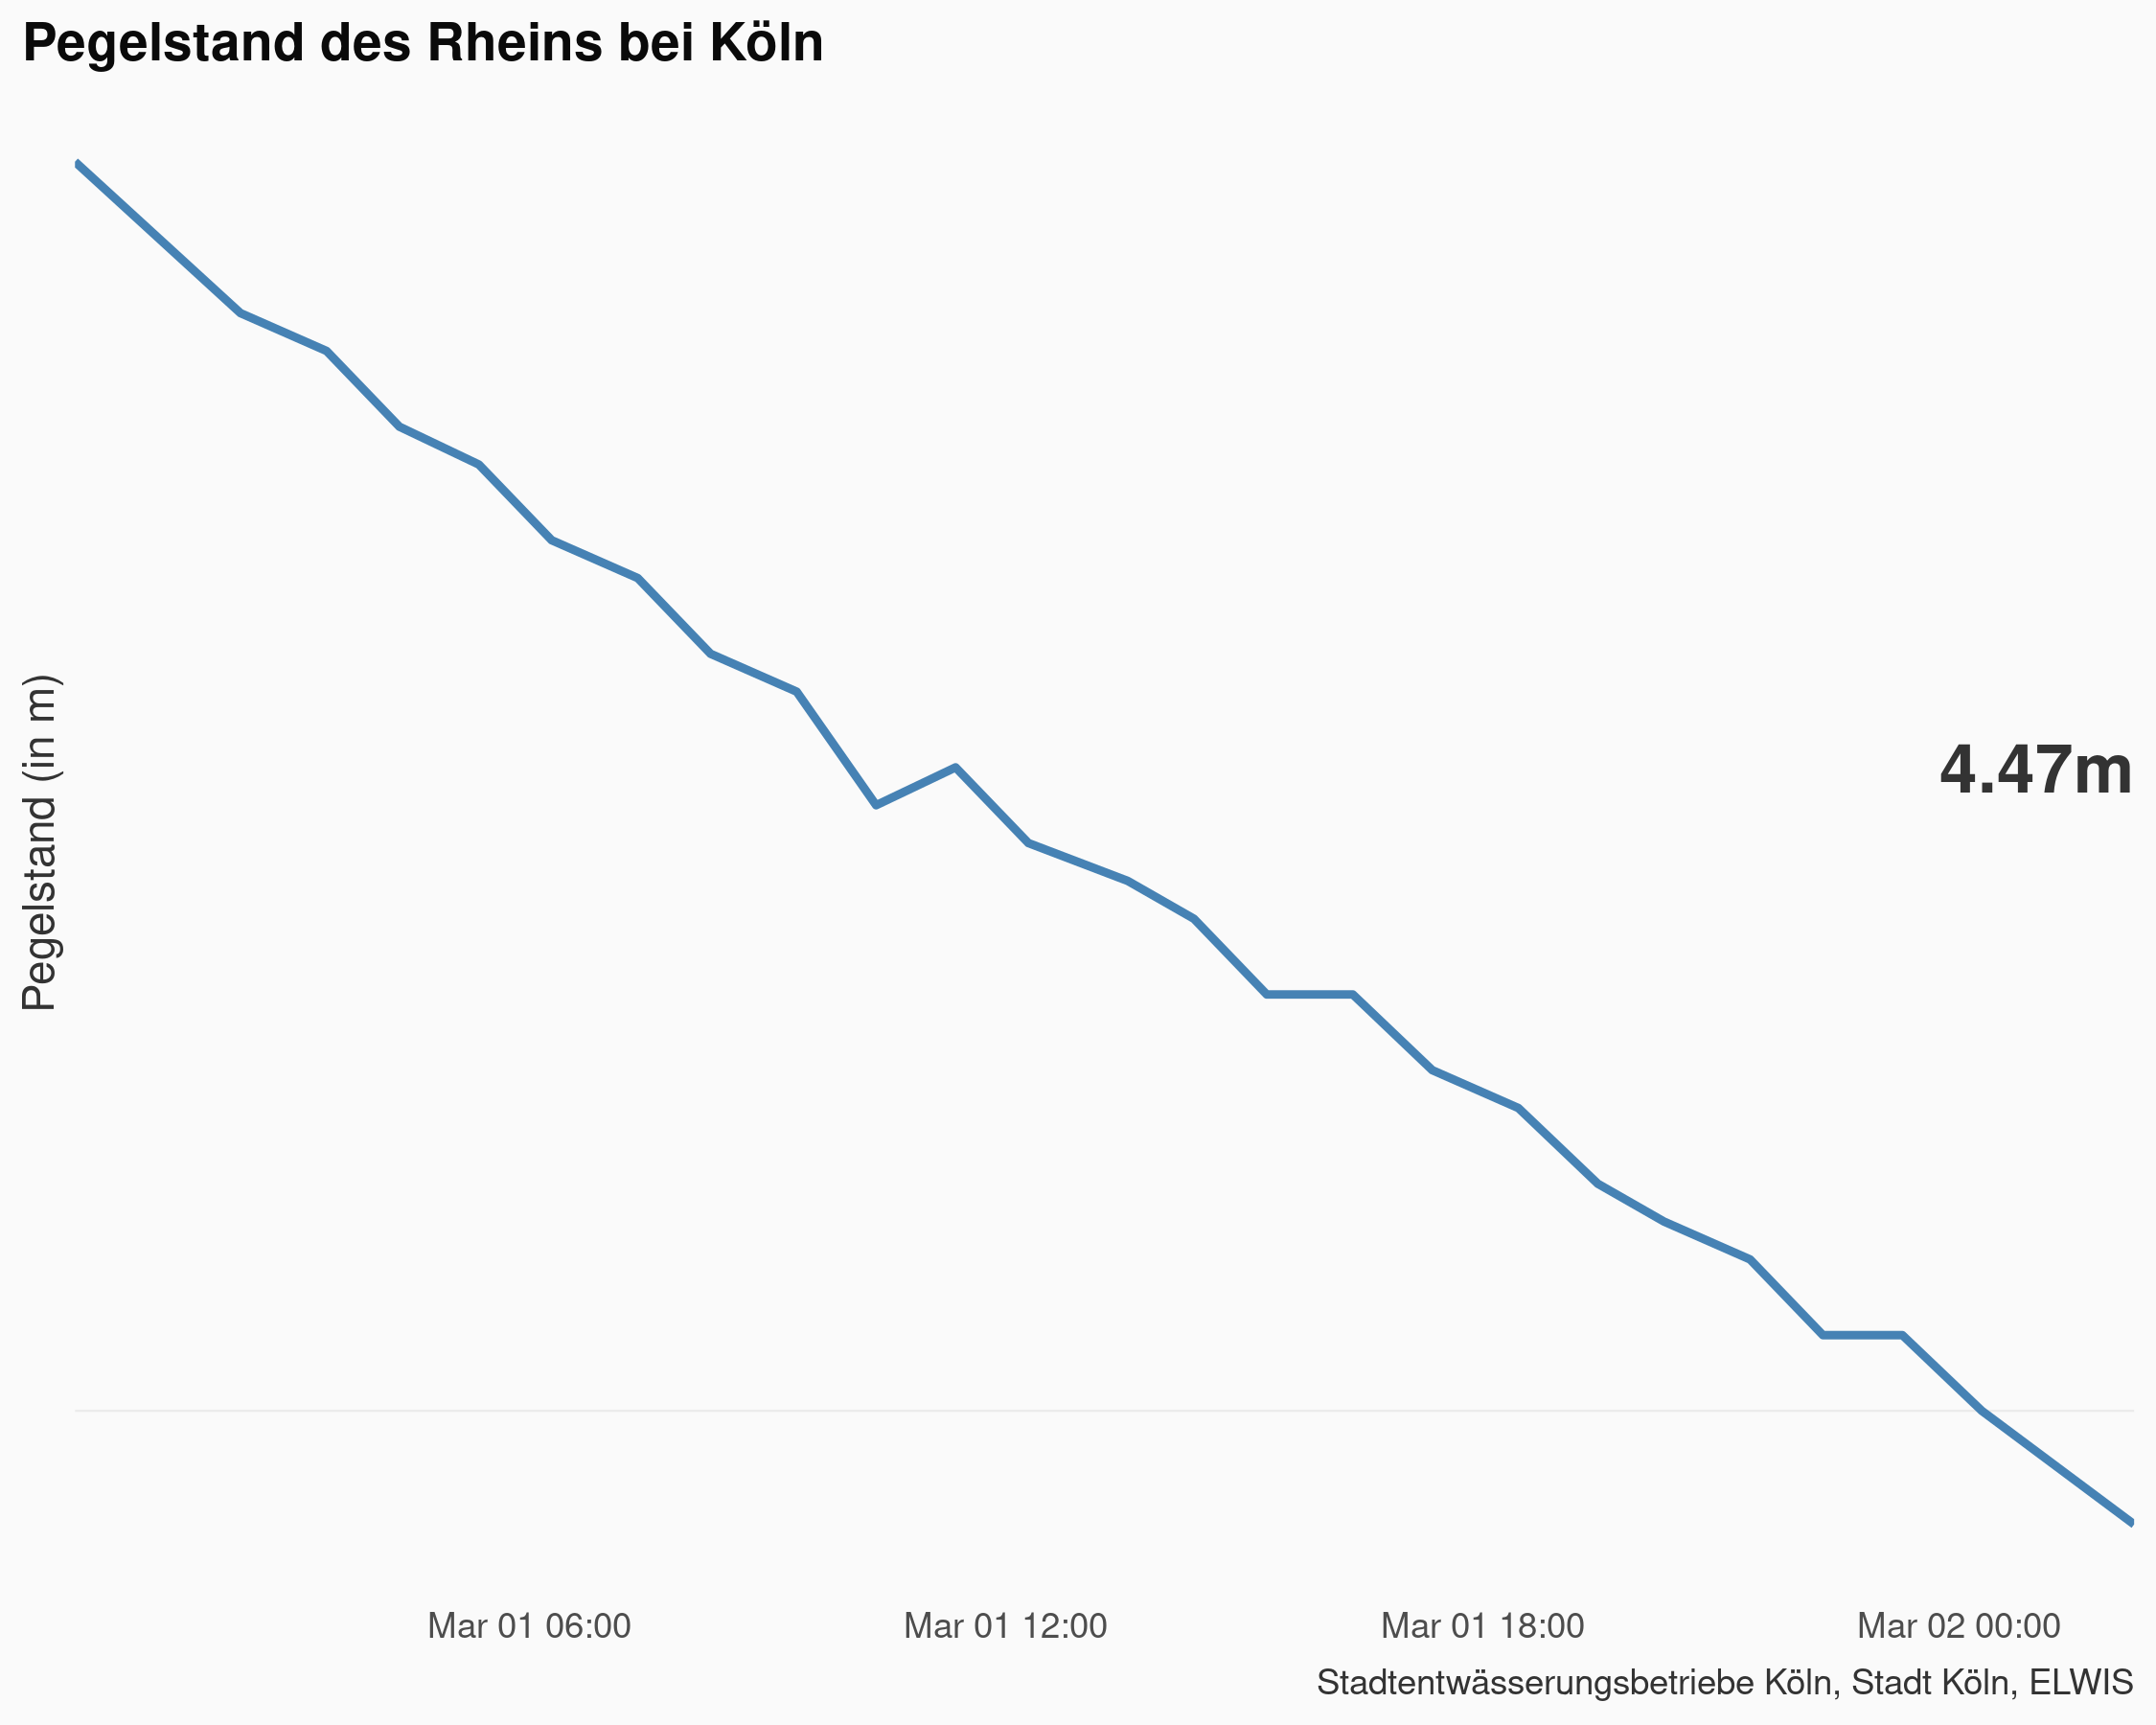 Pegelstand des Rheins bei Köln
Pegelstand (in m)
4.47m
Mar 01 06:00
Mar 01 12:00
Mar 01 18:00
Mar 02 00:00
Stadtentwässerungsbetriebe Köln, Stadt Köln, ELWIS